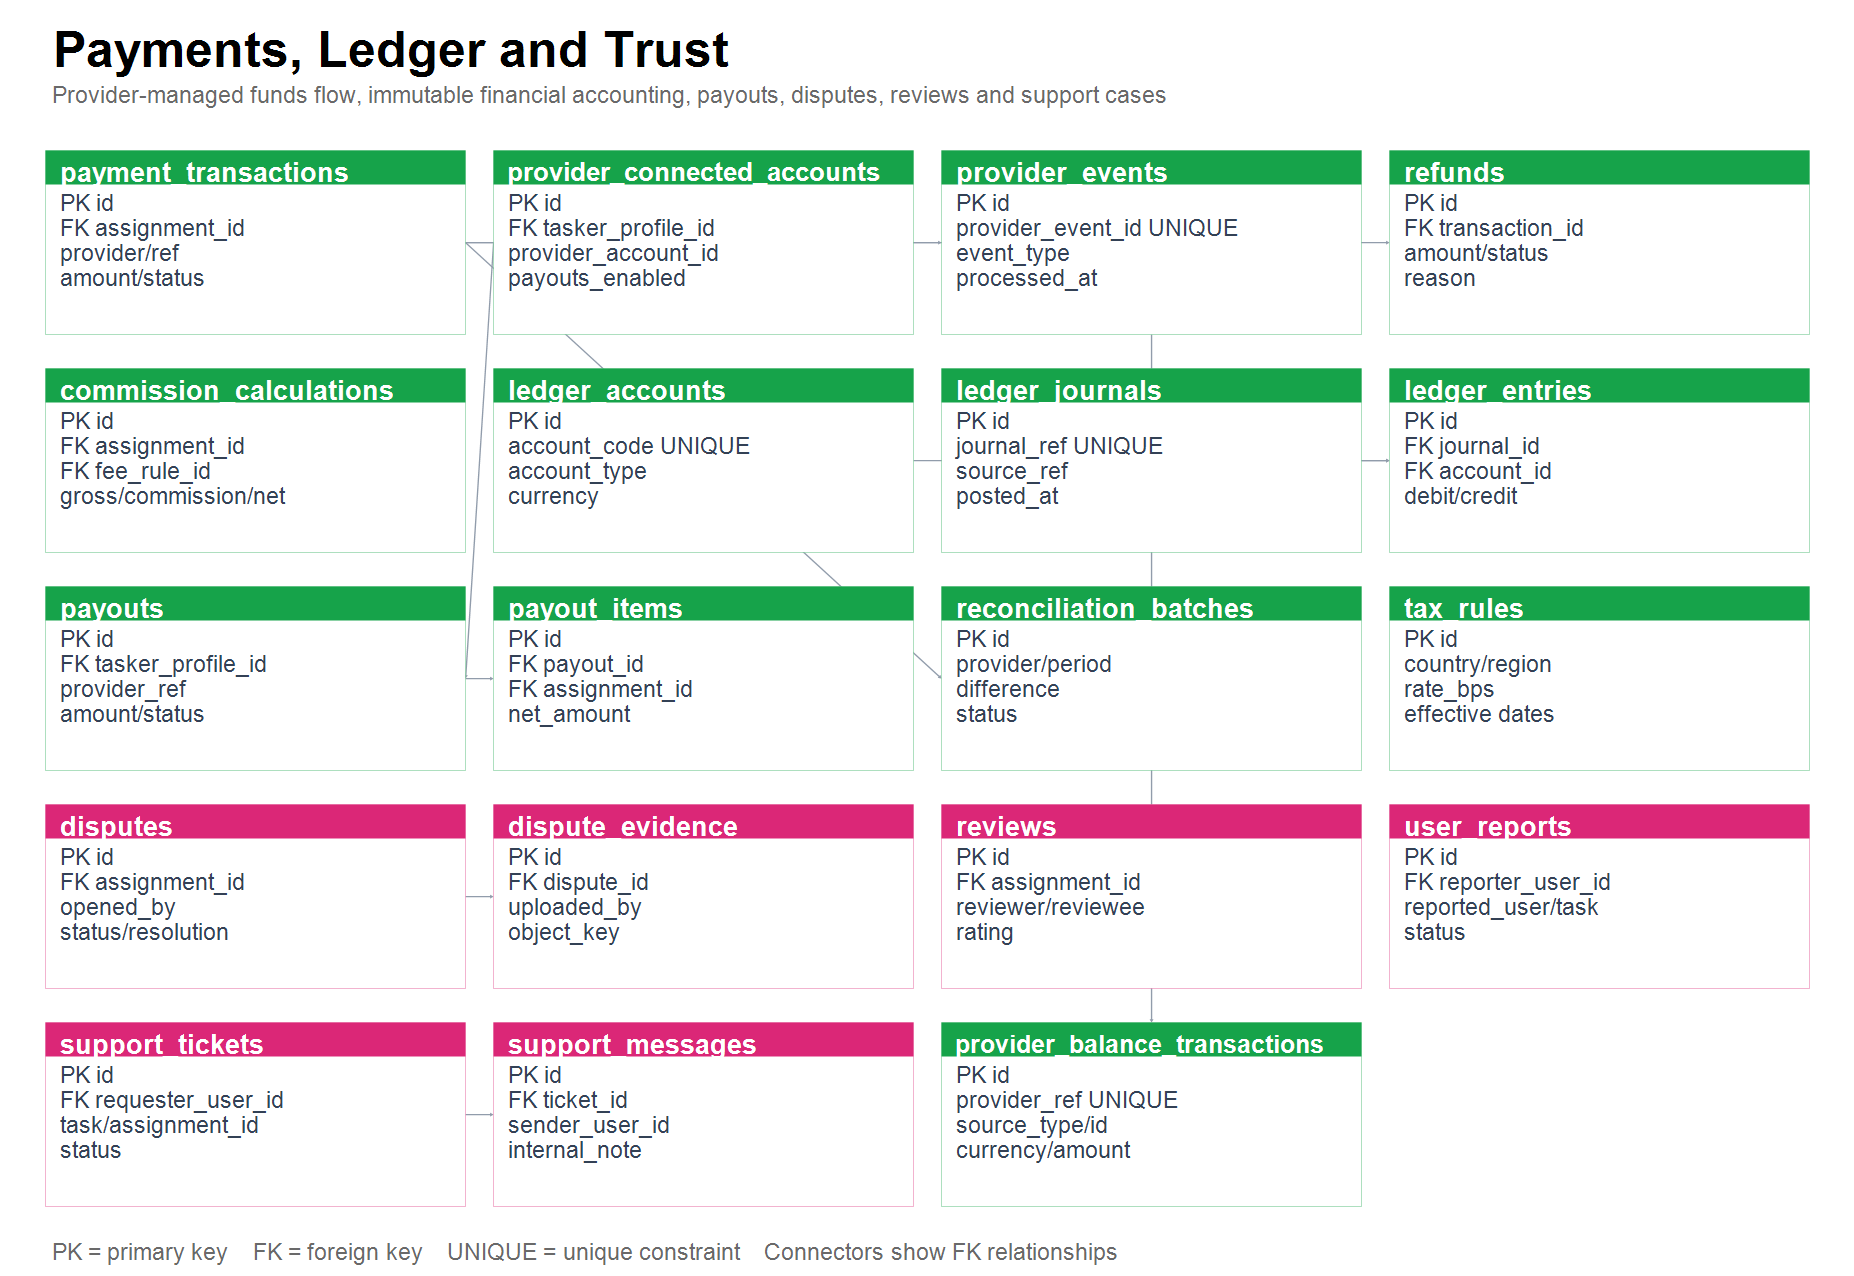 Payments, Ledger and Trust
Provider-managed funds flow, immutable financial accounting, payouts, disputes, reviews and support cases
payment_transactions
PK id
FK assignment_id
provider/ref
amount/status
provider_connected_accounts
PK id
FK tasker_profile_id
provider_account_id
payouts_enabled
provider_events
PK id
provider_event_id UNIQUE
event_type
processed_at
refunds
PK id
FK transaction_id
amount/status
reason
commission_calculations
PK id
FK assignment_id
FK fee_rule_id
gross/commission/net
ledger_accounts
PK id
account_code UNIQUE
account_type
currency
ledger_journals
PK id
journal_ref UNIQUE
source_ref
posted_at
ledger_entries
PK id
FK journal_id
FK account_id
debit/credit
payouts
PK id
FK tasker_profile_id
provider_ref
amount/status
payout_items
PK id
FK payout_id
FK assignment_id
net_amount
reconciliation_batches
PK id
provider/period
difference
status
tax_rules
PK id
country/region
rate_bps
effective dates
disputes
PK id
FK assignment_id
opened_by
status/resolution
dispute_evidence
PK id
FK dispute_id
uploaded_by
object_key
reviews
PK id
FK assignment_id
reviewer/reviewee
rating
user_reports
PK id
FK reporter_user_id
reported_user/task
status
support_tickets
PK id
FK requester_user_id
task/assignment_id
status
support_messages
PK id
FK ticket_id
sender_user_id
internal_note
provider_balance_transactions
PK id
provider_ref UNIQUE
source_type/id
currency/amount
PK = primary key    FK = foreign key    UNIQUE = unique constraint    Connectors show FK relationships